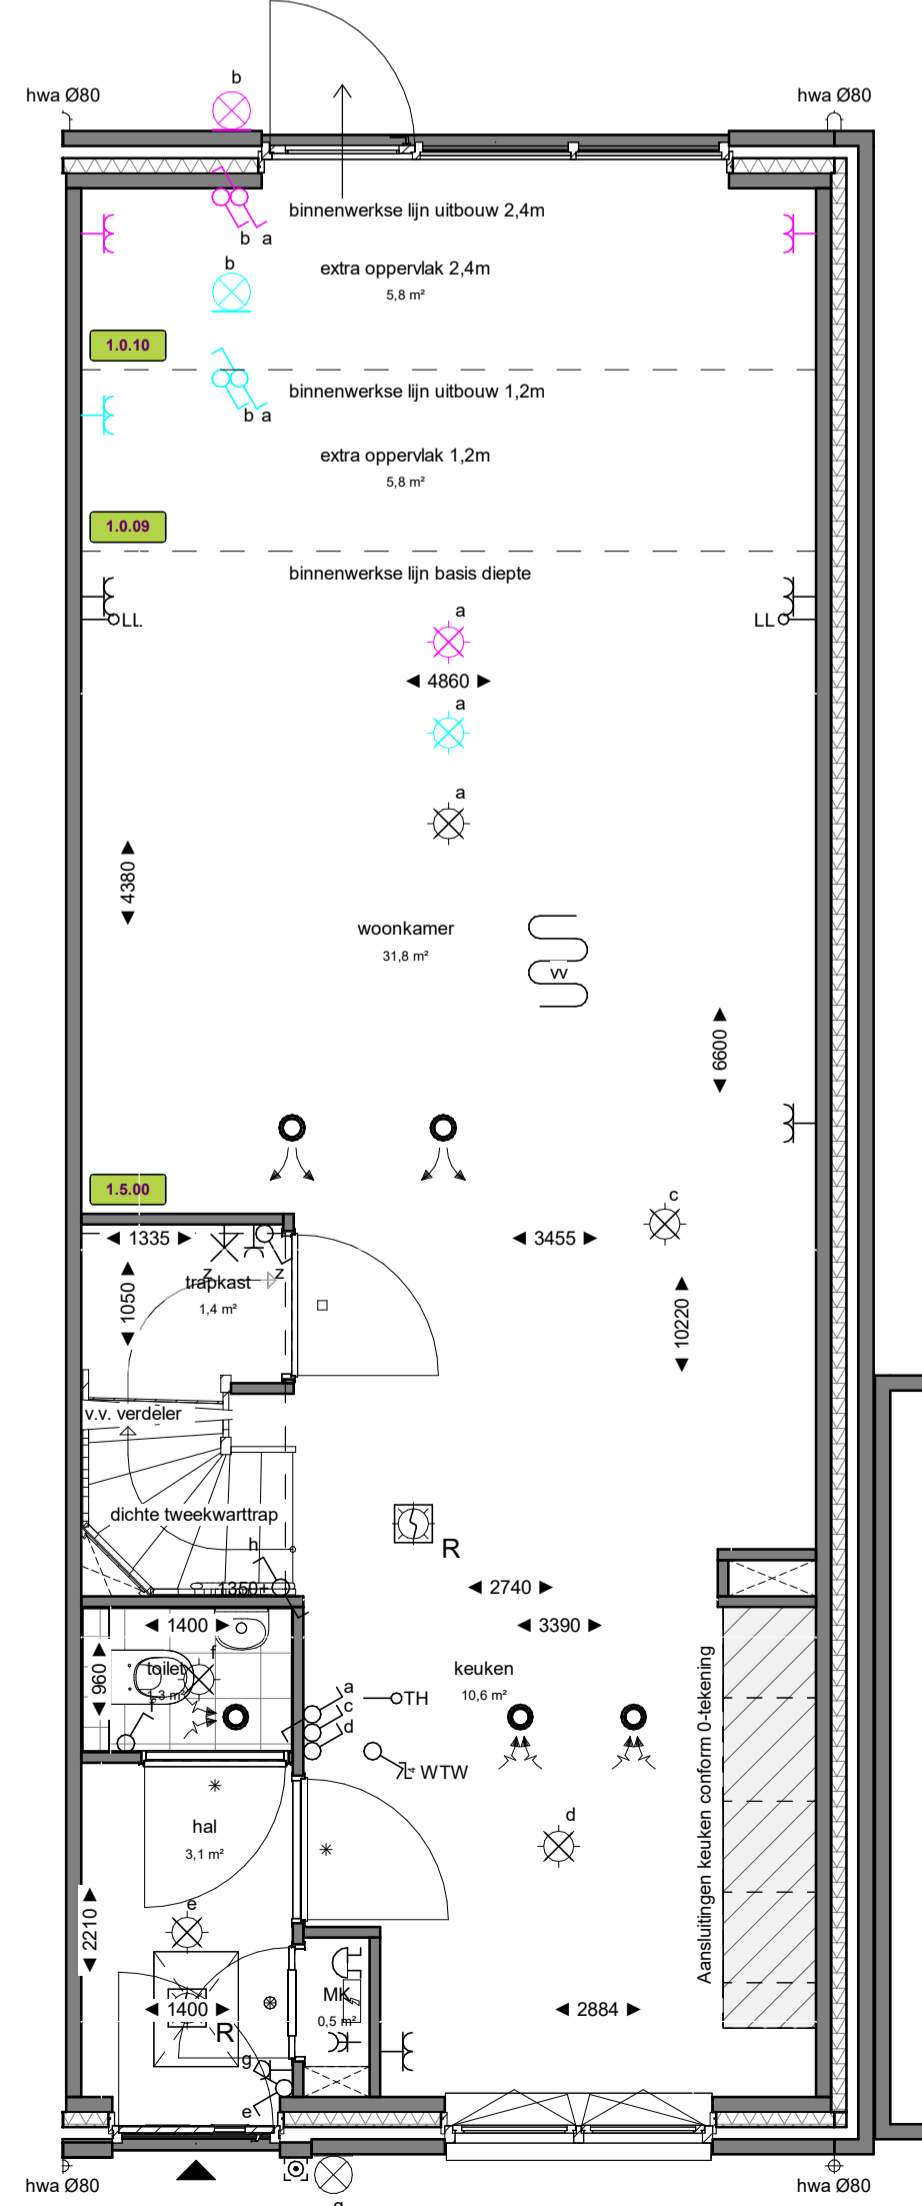 b
hwa Ø80
hwa Ø80
binnenwerkse lijn uitbouw 2,4m
b a
b
extra oppervlak 2,4m
5,8 m²
1.0.10
binnenwerkse lijn uitbouw 1,2m
b a
extra oppervlak 1,2m
5,8 m²
1.0.09
binnenwerkse lijn basis diepte
LL
LL
a
4860
a
a
4380
woonkamer
31,8 m²
vv
6600
1.5.00
c
1335
3455
z
z
trapkast
1,4 m²
1050
10220
v.v. verdeler
dichte tweekwarttrap
h
R
1350+
2740
1400
3390
f
960
toilet
1,3 m²
f
keuken
10,6 m²
a
c
d
TH
WTW
Aansluitingen keuken conform 0-tekening
hal
3,1 m²
d
e
2210
MK
0,5 m²
1400
2884
R
g
e
hwa Ø80
hwa Ø80
g